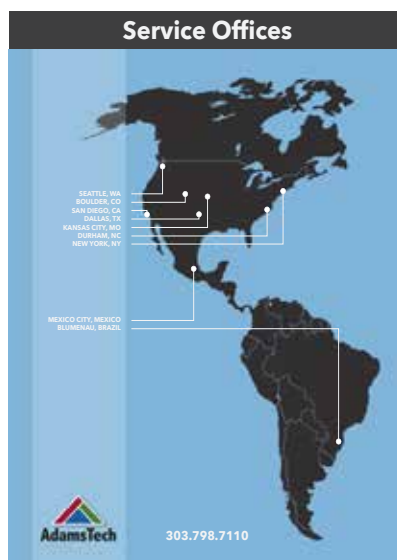 Service Offices
SEATTLE, WA
BOULDER, CO
SAN DIEGO, CA
DALLAS, TX
KANSAS CITY, MO
DURHAM, NC
NEW YORK, NY
MEXICO CITY, MEXICO
BLUMENAU, BRAZIL
AdamsTech
303.798.7110